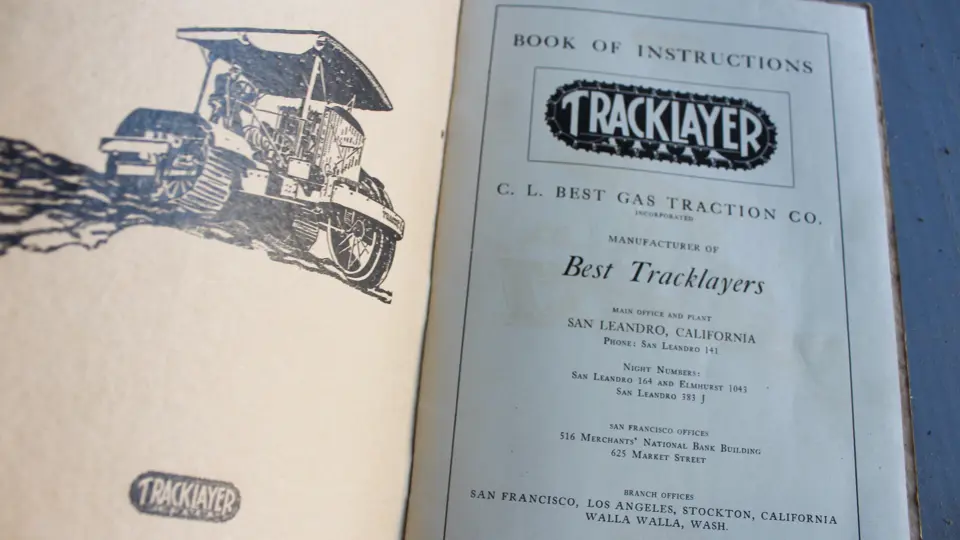 TRACKLAYER
BOOK OF INSTRUCTIONS
TRACKLAYER
C. L. BEST GAS TRACTION CO.
INCORPORATED
MANUFACTURER OF
Best Tracklayers
MAIN OFFICE AND PLANT
SAN LEANDRO, CALIFORNIA
PHONE: SAN LEANDRO 141
NIGHT NUMBERS:
SAN LEANDRO 164 AND ELMHURST 1043
SAN LEANDRO 383 J
SAN FRANCISCO OFFICES
516 MERCHANTS' NATIONAL BANK BUILDING
625 MARKET STREET
BRANCH OFFICES
SAN FRANCISCO, LOS ANGELES, STOCKTON, CALIFORNIA
WALLA WALLA, WASH.